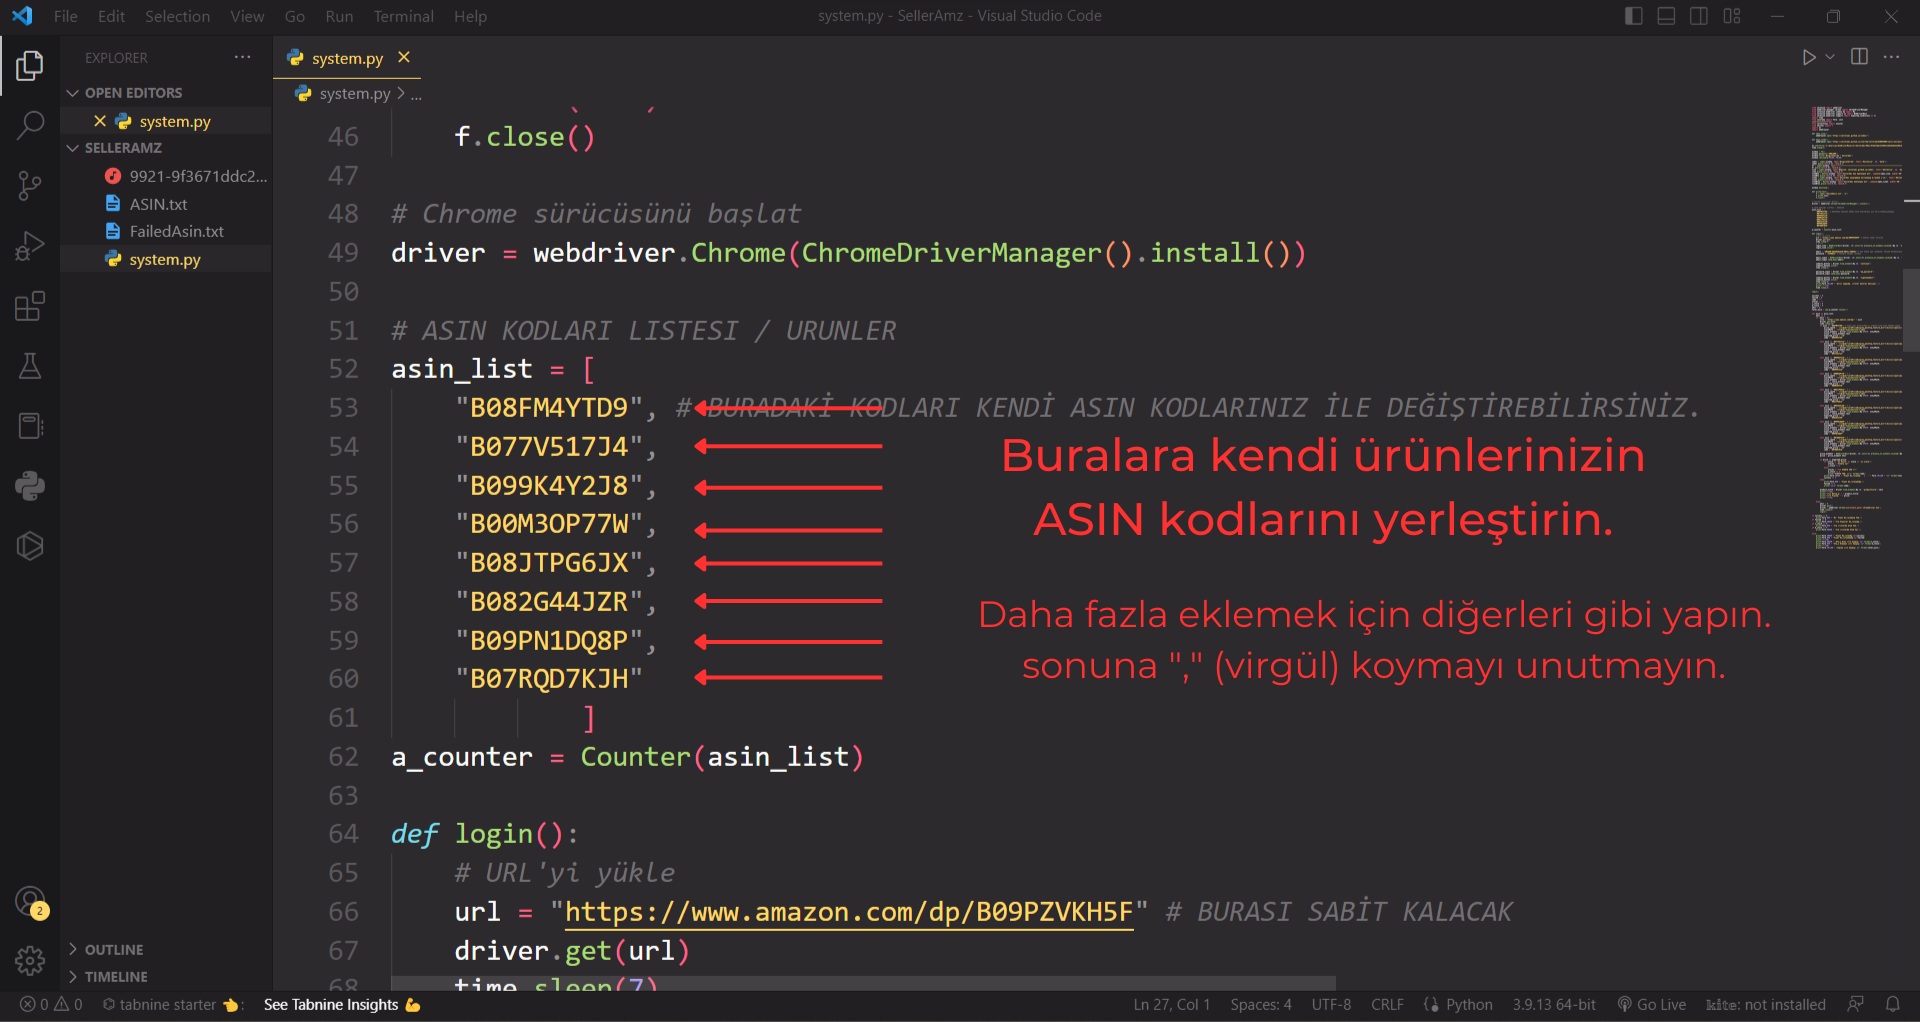 File Edit Selection View Go Run Terminal Help
system.py - SellerAmz - Visual Studio Code
EXPLORER
OPEN EDITORS
system.py
SELLERAMZ
9921-9f3671ddc2...
ASIN.txt
FailedAsin.txt
system.py
OUTLINE
TIMELINE
system.py
system.py > ...
46 f.close()
47
48 # Chrome sürücüsünü başlat
49 driver = webdriver.Chrome(ChromeDriverManager().install())
50
51 # ASIN KODLARI LISTESI / URUNLER
52 asin_list = [
53 "B08FM4YTD9", # BURADAKİ KODLARI KENDİ ASIN KODLARINIZ İLE DEĞİŞTİREBİLİRSİNİZ.
54 "B077V517J4",
55 "B099K4Y2J8",
56 "B00M3OP77W",
57 "B08JTPG6JX",
58 "B082G44JZR",
59 "B09PN1DQ8P",
60 "B07RQD7KJH"
61 ]
62 a_counter = Counter(asin_list)
63
64 def login():
65 # URL'yi yükle
66 url = "https://www.amazon.com/dp/B09PZVKH5F" # BURASI SABİT KALACAK
67 driver.get(url)
68 time.sleep(7)
Buralara kendi ürünlerinizin
ASIN kodlarını yerleştirin.
Daha fazla eklemek için diğerleri gibi yapın.
sonuna "," (virgül) koymayı unutmayın.
2
0 0 tabnine starter : See Tabnine Insights
Ln 27, Col 1 Spaces: 4 UTF-8 CRLF Python 3.9.13 64-bit Go Live kite: not installed